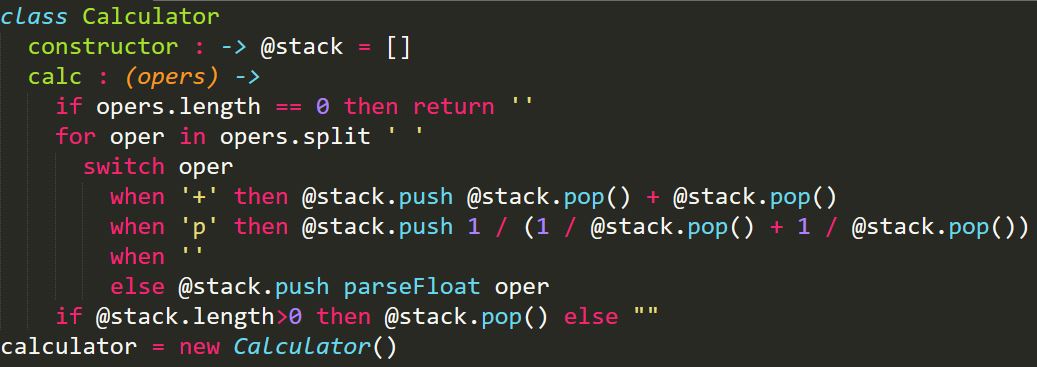 class Calculator
  constructor : -> @stack = []
  calc : (opers) ->
    if opers.length == 0 then return ''
    for oper in opers.split ' '
      switch oper
        when '+' then @stack.push @stack.pop() + @stack.pop()
        when 'p' then @stack.push 1 / (1 / @stack.pop() + 1 / @stack.pop())
        when ''
        else @stack.push parseFloat oper
    if @stack.length>0 then @stack.pop() else ""
calculator = new Calculator()